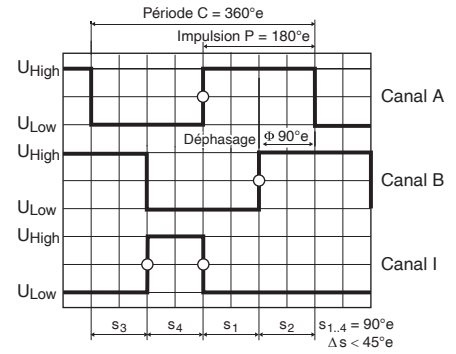 Période C = 360°e
Impulsion P = 180°e
UHigh
Canal A
ULow
Déphasage Φ 90°e
UHigh
Canal B
ULow
UHigh
Canal I
ULow
s3 s4 s1 s2 s1..4 = 90°e
Δs < 45°e